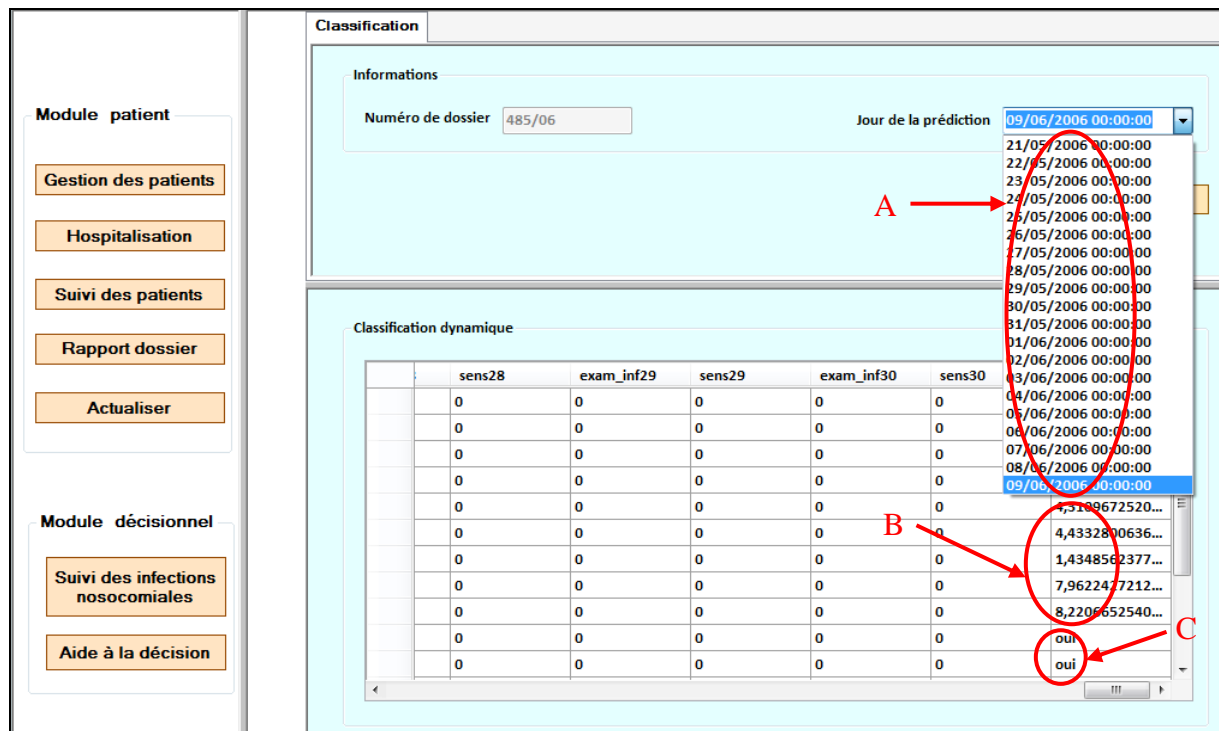 Classification
Informations
Numéro de dossier 485/06
Jour de la prédiction 09/06/2006 00:00:00
21/05/2006 00:00:00
22/05/2006 00:00:00
23/05/2006 00:00:00
24/05/2006 00:00:00
25/05/2006 00:00:00
26/05/2006 00:00:00
27/05/2006 00:00:00
28/05/2006 00:00:00
29/05/2006 00:00:00
30/05/2006 00:00:00
31/05/2006 00:00:00
01/06/2006 00:00:00
02/06/2006 00:00:00
03/06/2006 00:00:00
04/06/2006 00:00:00
05/06/2006 00:00:00
06/06/2006 00:00:00
07/06/2006 00:00:00
08/06/2006 00:00:00
09/06/2006 00:00:00
A
Module patient
Gestion des patients
Hospitalisation
Suivi des patients
Rapport dossier
Actualiser
Module décisionnel
Suivi des infections
nosocomiales
Aide à la décision
Classification dynamique
sens28 exam_inf29 sens29 exam_inf30 sens30
0 0 0 0 0
0 0 0 0 0
0 0 0 0 0
0 0 0 0 0
0 0 0 0 0 4,3109672520...
0 0 0 0 0 4,4332800636...
0 0 0 0 0 1,4348562377...
0 0 0 0 0 7,9622427212...
0 0 0 0 0 8,2206652540...
0 0 0 0 0 oui
0 0 0 0 0 oui
B
C